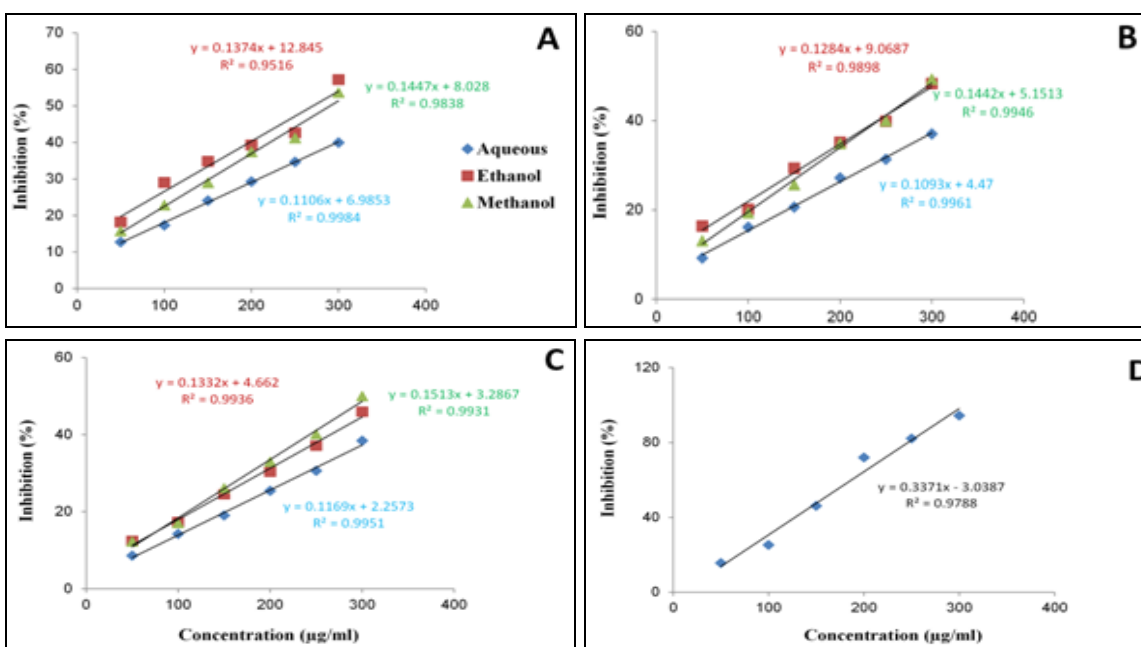 A
70
60
50
40
30
20
10
0
Inhibition (%)
y = 0.1374x + 12.845
R² = 0.9516
y = 0.1447x + 8.028
R² = 0.9838
Aqueous
Ethanol
Methanol
y = 0.1106x + 6.9853
R² = 0.9984
0 100 200 300 400
B
60
40
20
0
Inhibition (%)
y = 0.1284x + 9.0687
R² = 0.9898
y = 0.1442x + 5.1513
R² = 0.9946
y = 0.1093x + 4.47
R² = 0.9961
0 100 200 300 400
C
60
40
20
0
Inhibition (%)
y = 0.1332x + 4.662
R² = 0.9936
y = 0.1513x + 3.2867
R² = 0.9931
y = 0.1169x + 2.2573
R² = 0.9951
0 100 200 300 400
Concentration (µg/ml)
D
120
80
40
0
Inhibition (%)
y = 0.3371x - 3.0387
R² = 0.9788
0 100 200 300 400
Concentration (µg/ml)